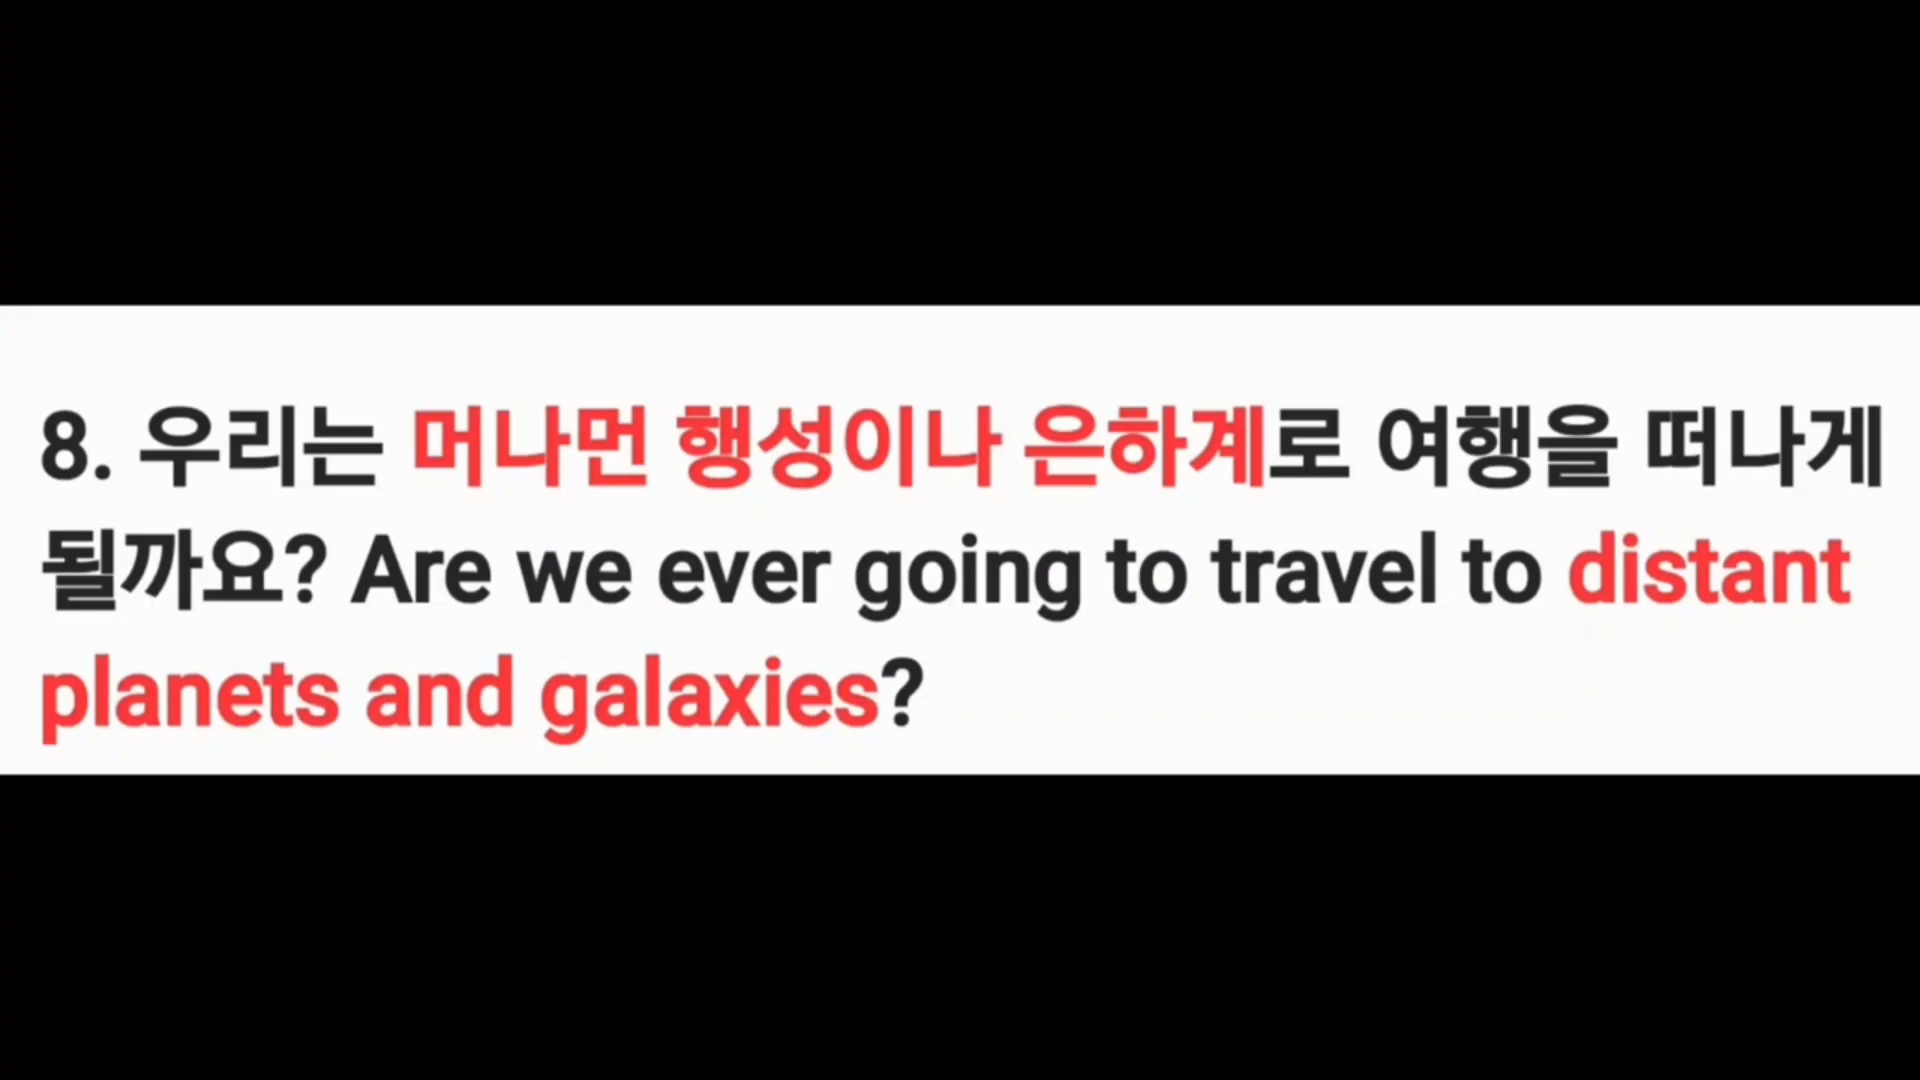 8. 우리는 머나먼 행성이나 은하계로 여행을 떠나게
될까요? Are we ever going to travel to distant
planets and galaxies?